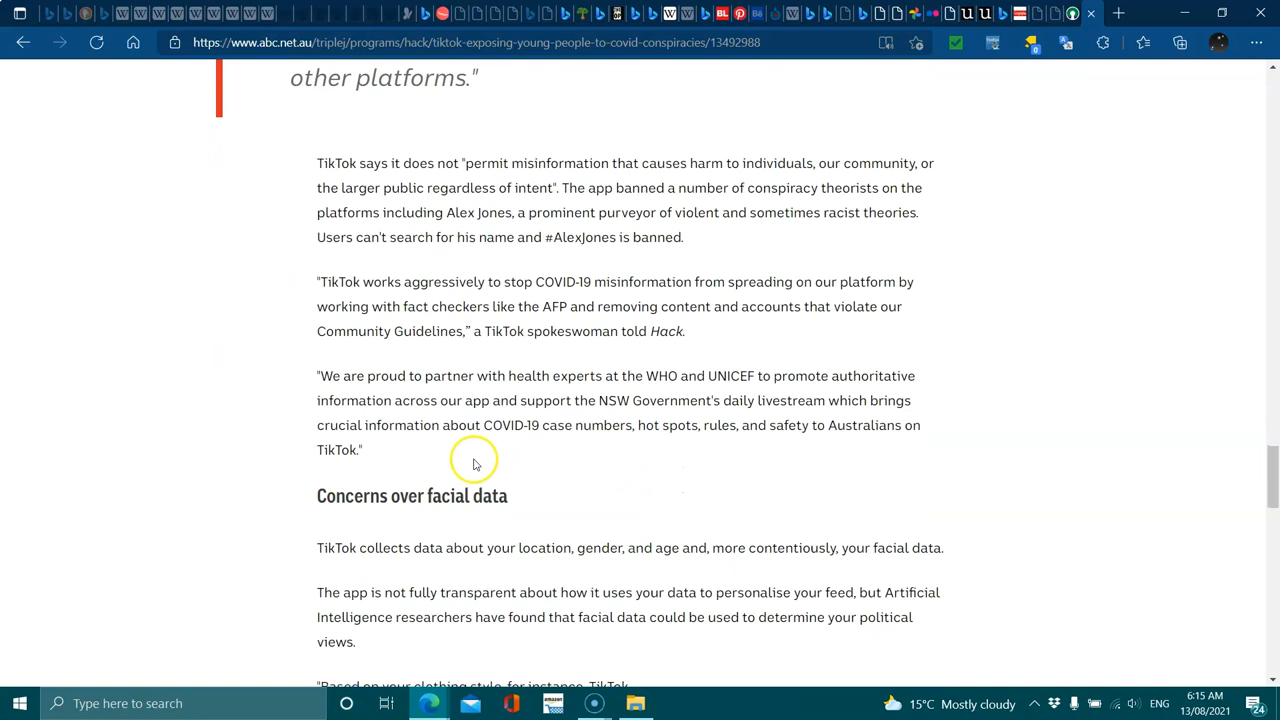 https://www.abc.net.au/triplej/programs/hack/tiktok-exposing-young-people-to-covid-conspiracies/13492988
other platforms."
TikTok says it does not "permit misinformation that causes harm to individuals, our community, or
the larger public regardless of intent". The app banned a number of conspiracy theorists on the
platforms including Alex Jones, a prominent purveyor of violent and sometimes racist theories.
Users can't search for his name and #AlexJones is banned.
"TikTok works aggressively to stop COVID-19 misinformation from spreading on our platform by
working with fact checkers like the AFP and removing content and accounts that violate our
Community Guidelines,” a TikTok spokeswoman told Hack.
"We are proud to partner with health experts at the WHO and UNICEF to promote authoritative
information across our app and support the NSW Government's daily livestream which brings
crucial information about COVID-19 case numbers, hot spots, rules, and safety to Australians on
TikTok."
Concerns over facial data
TikTok collects data about your location, gender, and age and, more contentiously, your facial data.
The app is not fully transparent about how it uses your data to personalise your feed, but Artificial
Intelligence researchers have found that facial data could be used to determine your political
views.
"Based on your clothing style, for instance, TikTok
Type here to search
amazon
15°C Mostly cloudy
ENG
6:15 AM
13/08/2021
24